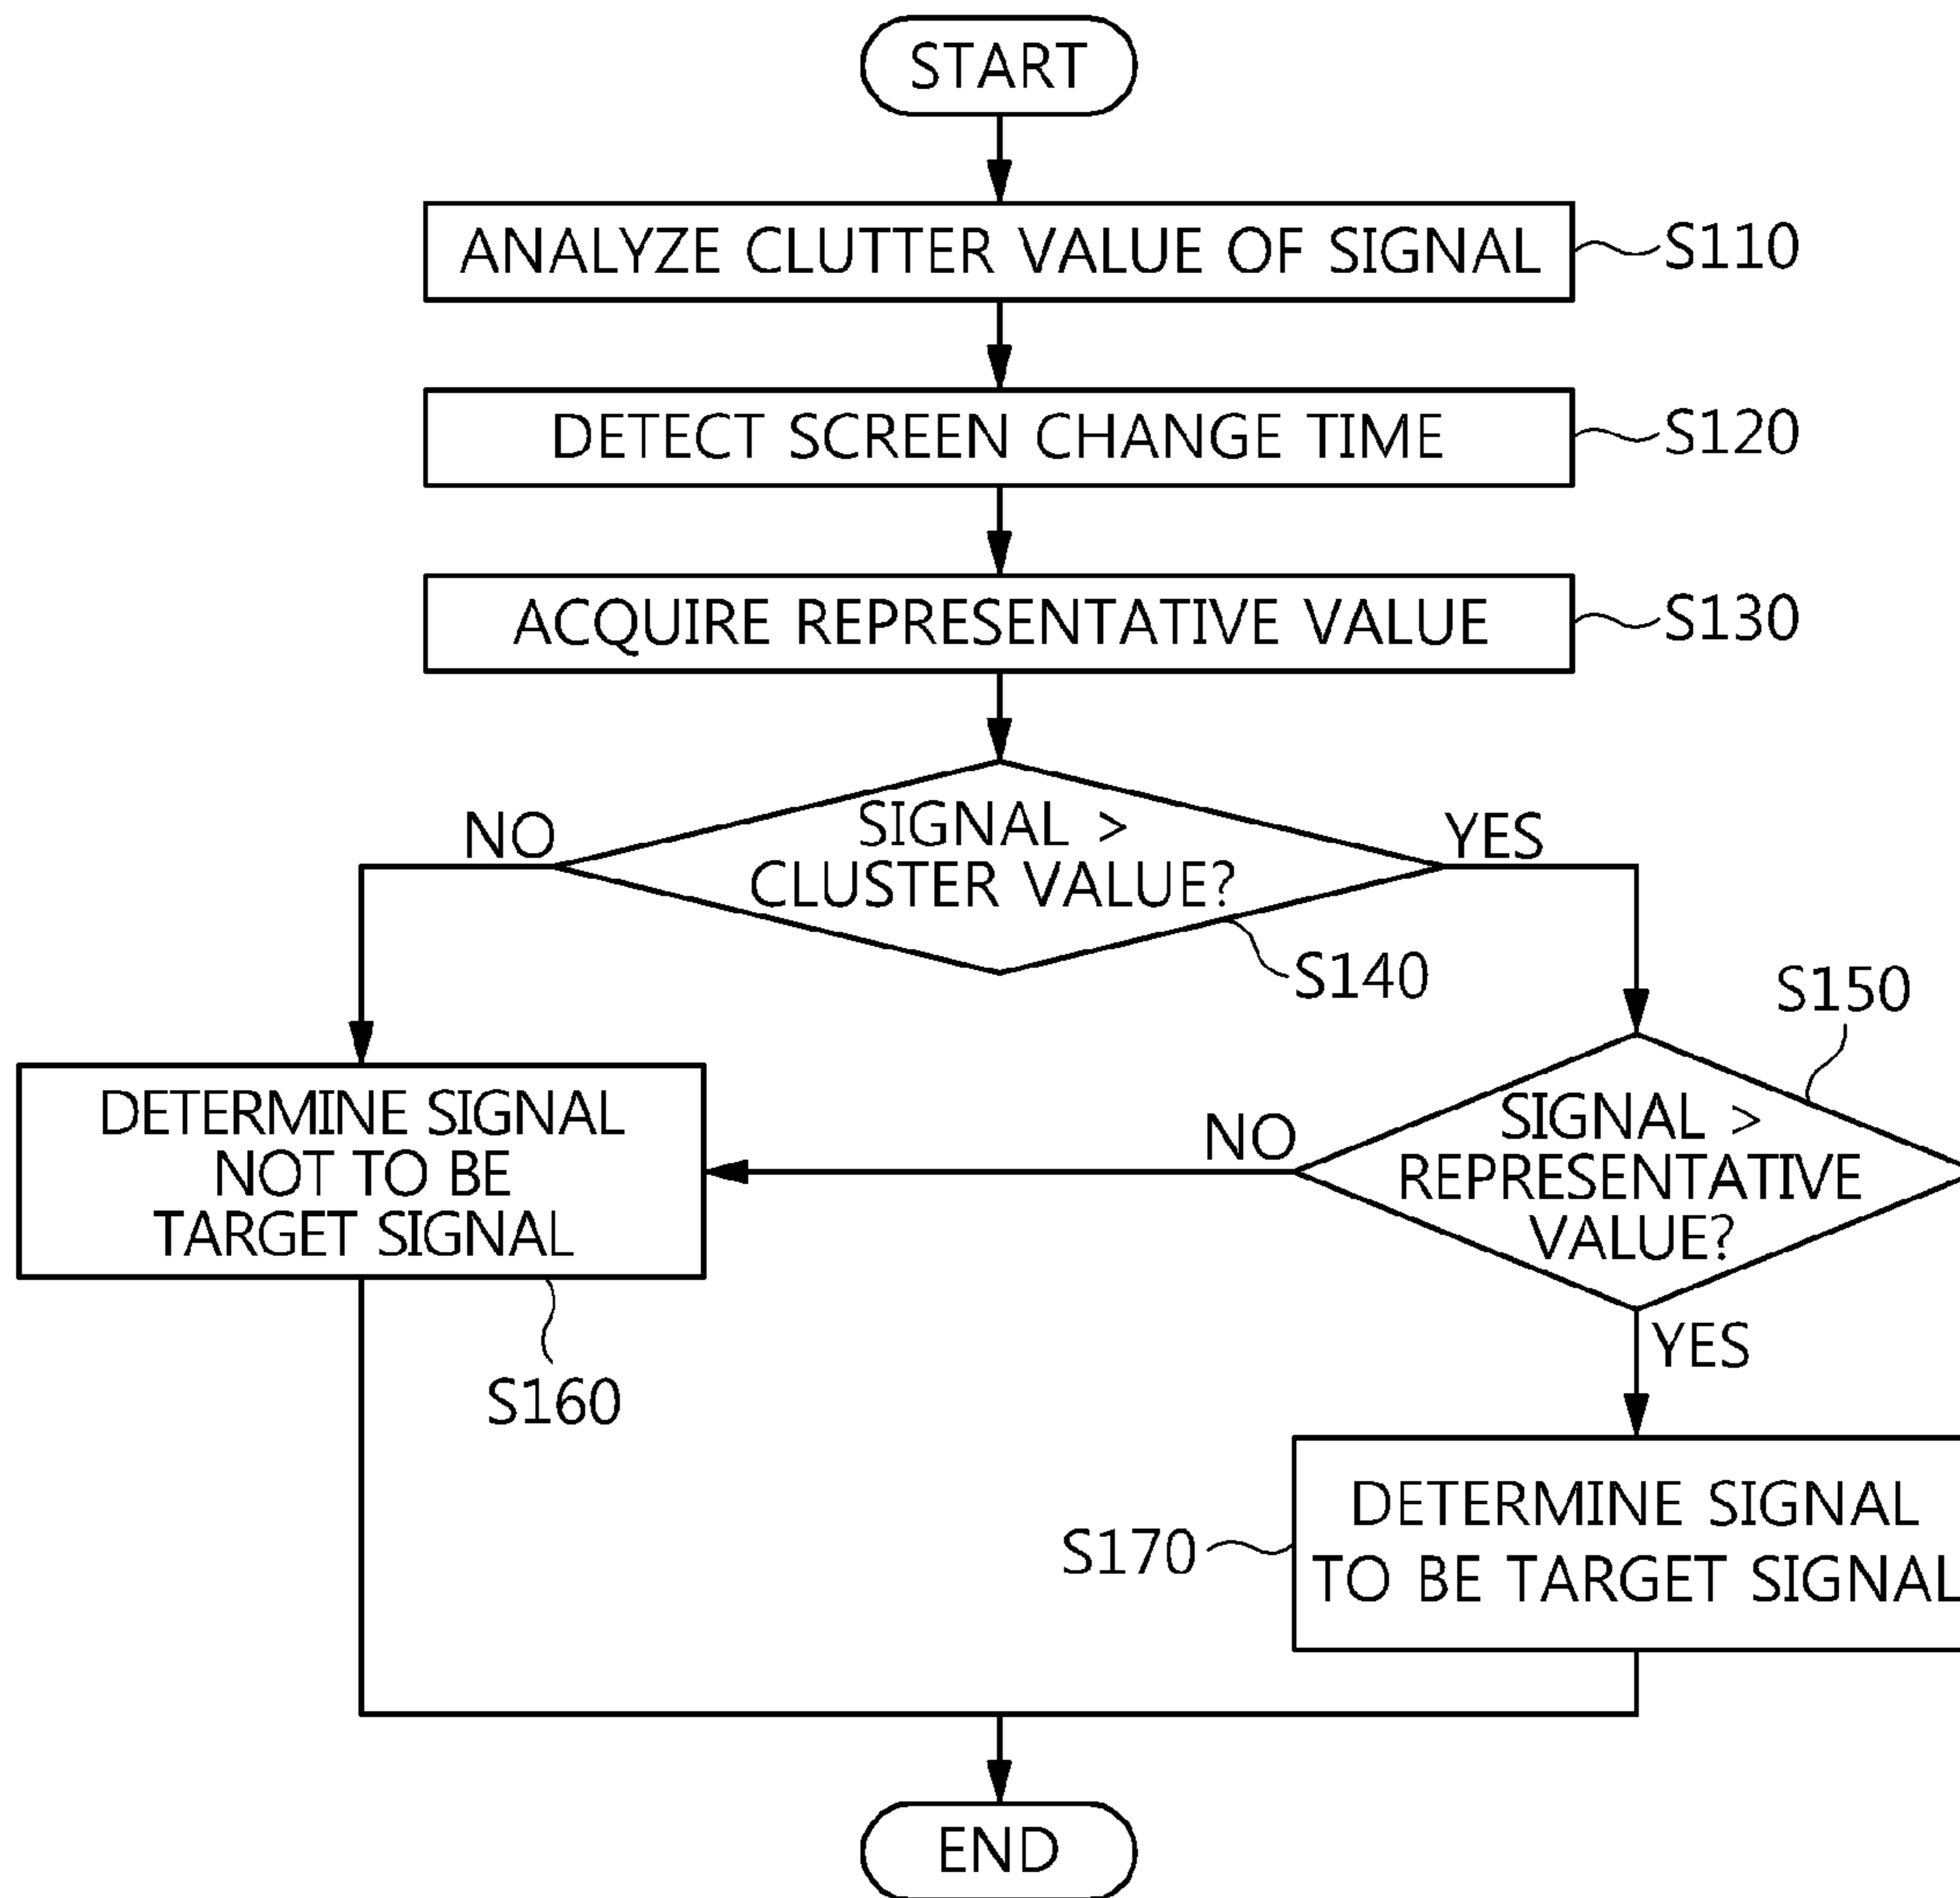 START
ANALYZE CLUTTER VALUE OF SIGNAL
S110
DETECT SCREEN CHANGE TIME
S120
ACQUIRE REPRESENTATIVE VALUE
S130
SIGNAL >
CLUSTER VALUE?
NO
YES
S140
S150
DETERMINE SIGNAL
NOT TO BE
TARGET SIGNAL
NO
SIGNAL >
REPRESENTATIVE
VALUE?
YES
S160
S170
DETERMINE SIGNAL
TO BE TARGET SIGNAL
END